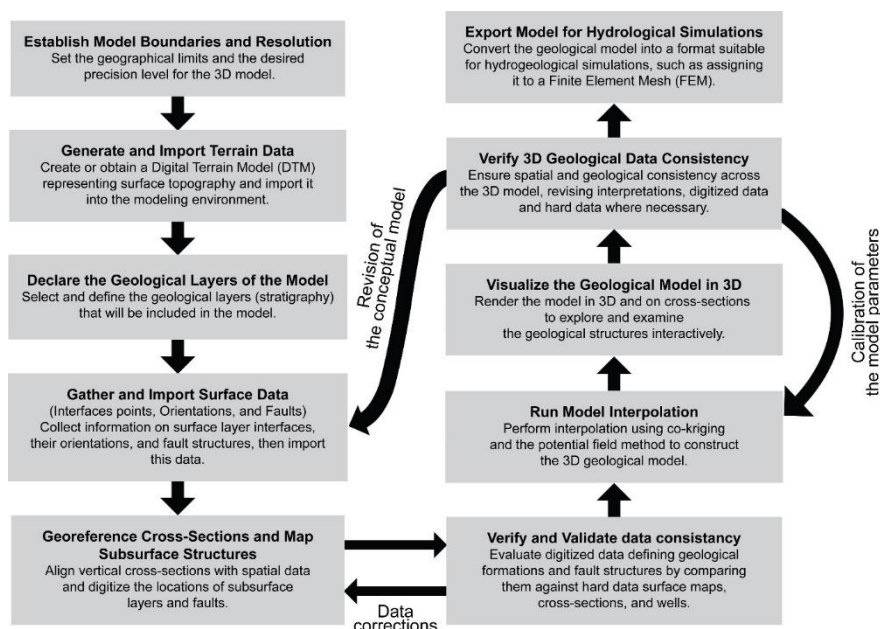 Establish Model Boundaries and Resolution
Set the geographical limits and the desired
precision level for the 3D model.
Generate and Import Terrain Data
Create or obtain a Digital Terrain Model (DTM)
representing surface topography and import it
into the modeling environment.
Declare the Geological Layers of the Model
Select and define the geological layers (stratigraphy)
that will be included in the model.
Gather and Import Surface Data
(Interfaces points, Orientations, and Faults)
Collect information on surface layer interfaces,
their orientations, and fault structures, then import
this data.
Georeference Cross-Sections and Map
Subsurface Structures
Align vertical cross-sections with spatial data
and digitize the locations of subsurface
layers and faults.
Data
corrections
Verify and Validate data consistancy
Evaluate digitized data defining geological
formations and fault structures by comparing
them against hard data surface maps,
cross-sections, and wells.
Run Model Interpolation
Perform interpolation using co-kriging
and the potential field method to construct
the 3D geological model.
Visualize the Geological Model in 3D
Render the model in 3D and on cross-sections
to explore and examine
the geological structures interactively.
Verify 3D Geological Data Consistency
Ensure spatial and geological consistency across
the 3D model, revising interpretations, digitized data
and hard data where necessary.
Export Model for Hydrological Simulations
Convert the geological model into a format suitable
for hydrogeological simulations, such as assigning
it to a Finite Element Mesh (FEM).
Revision of
the conceptual model
Calibration of
the model parameters